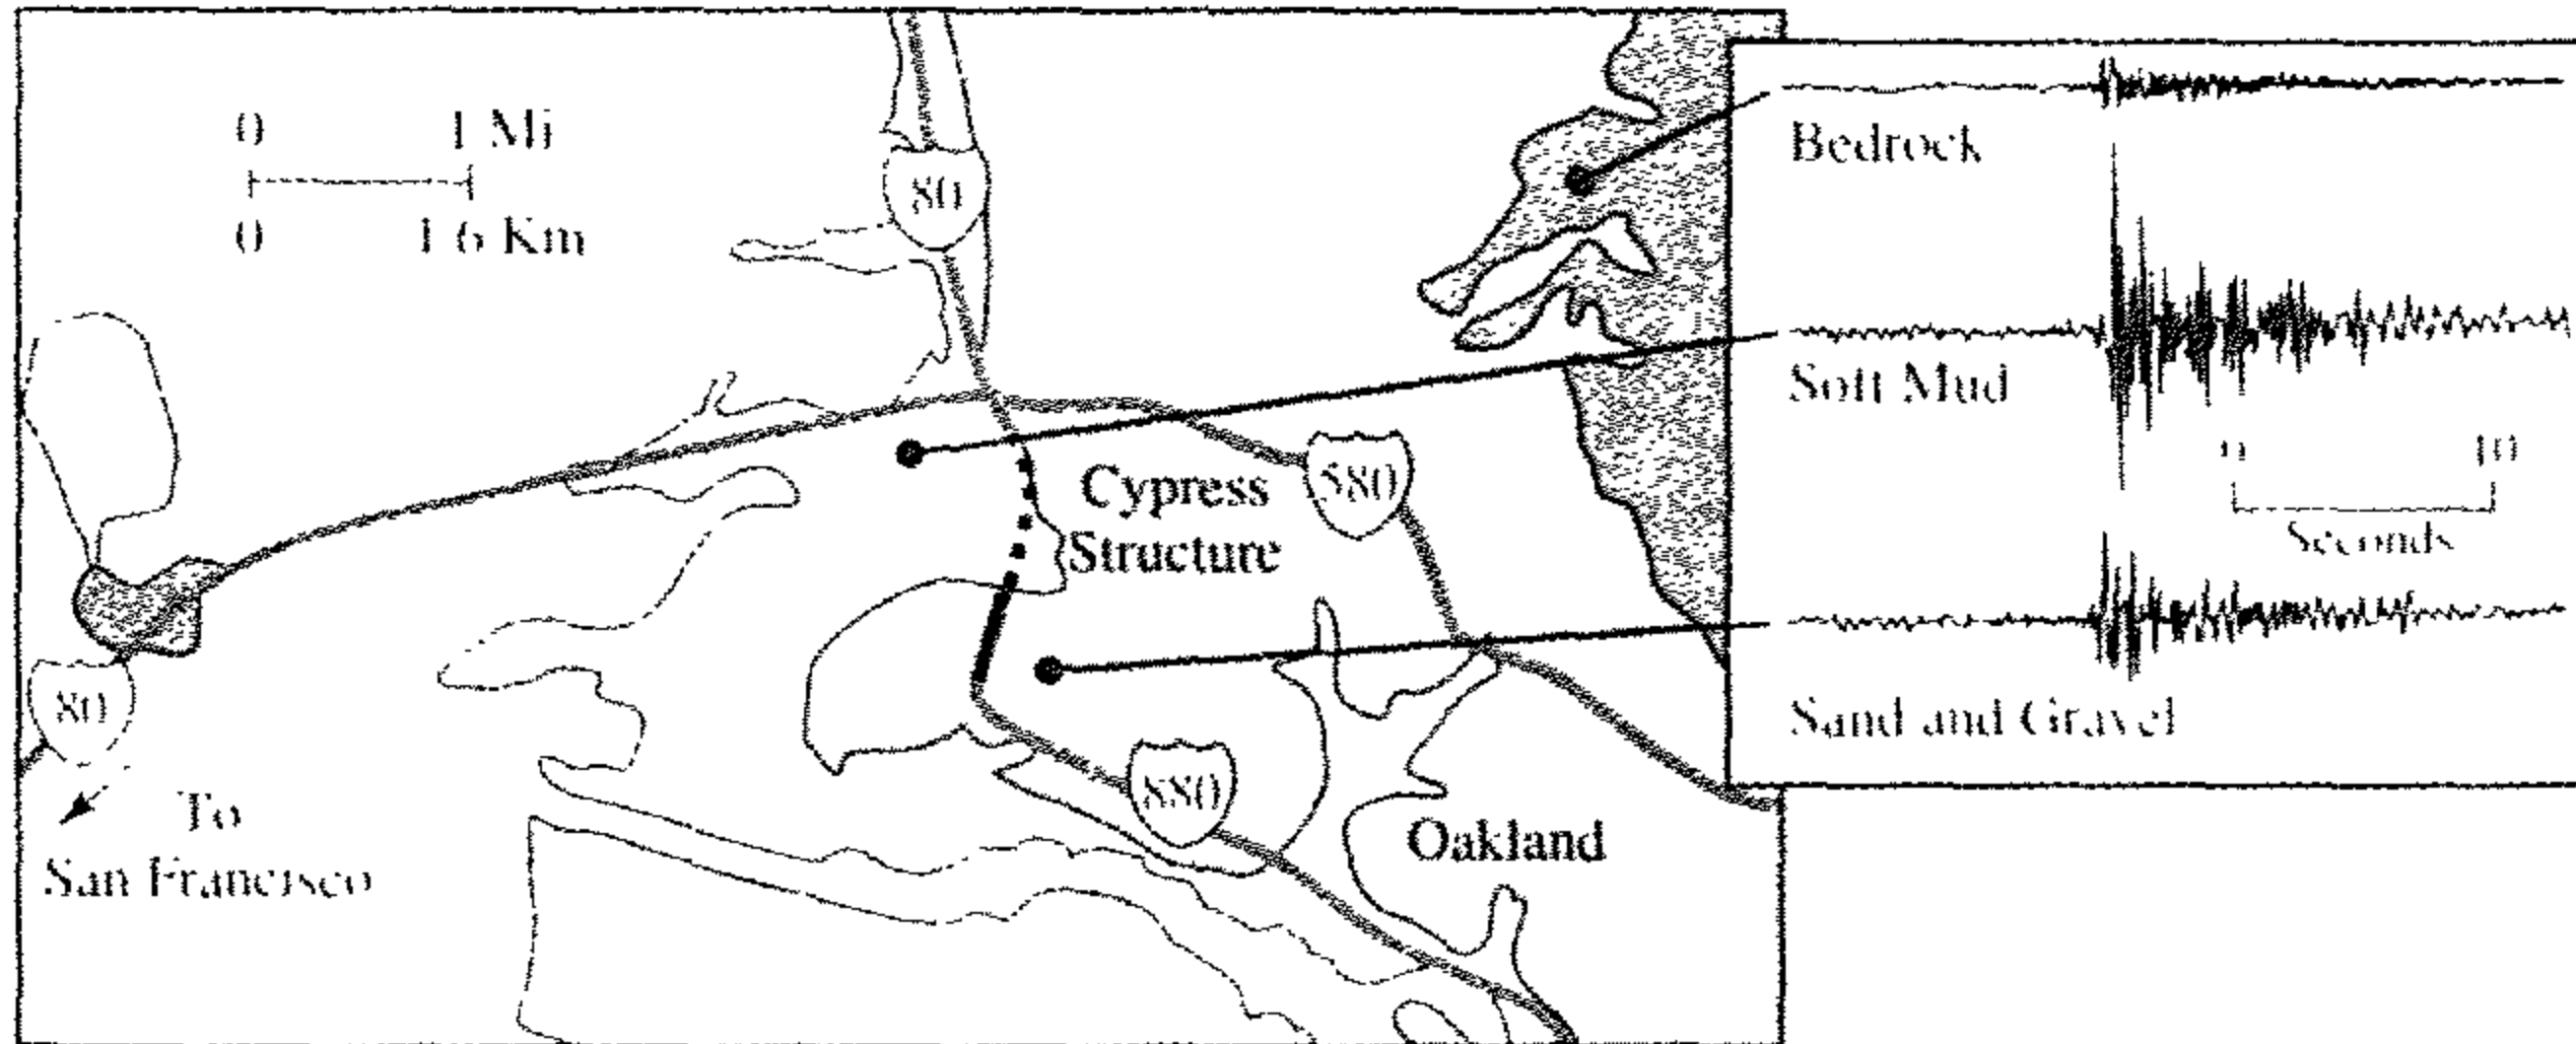 0 1 Mi
0 1 6 Km
80
80
To
San Francisco
Cypress
Structure
580
880
Oakland
Bedrock
Soft Mud
10
Seconds
Sand and Gravel